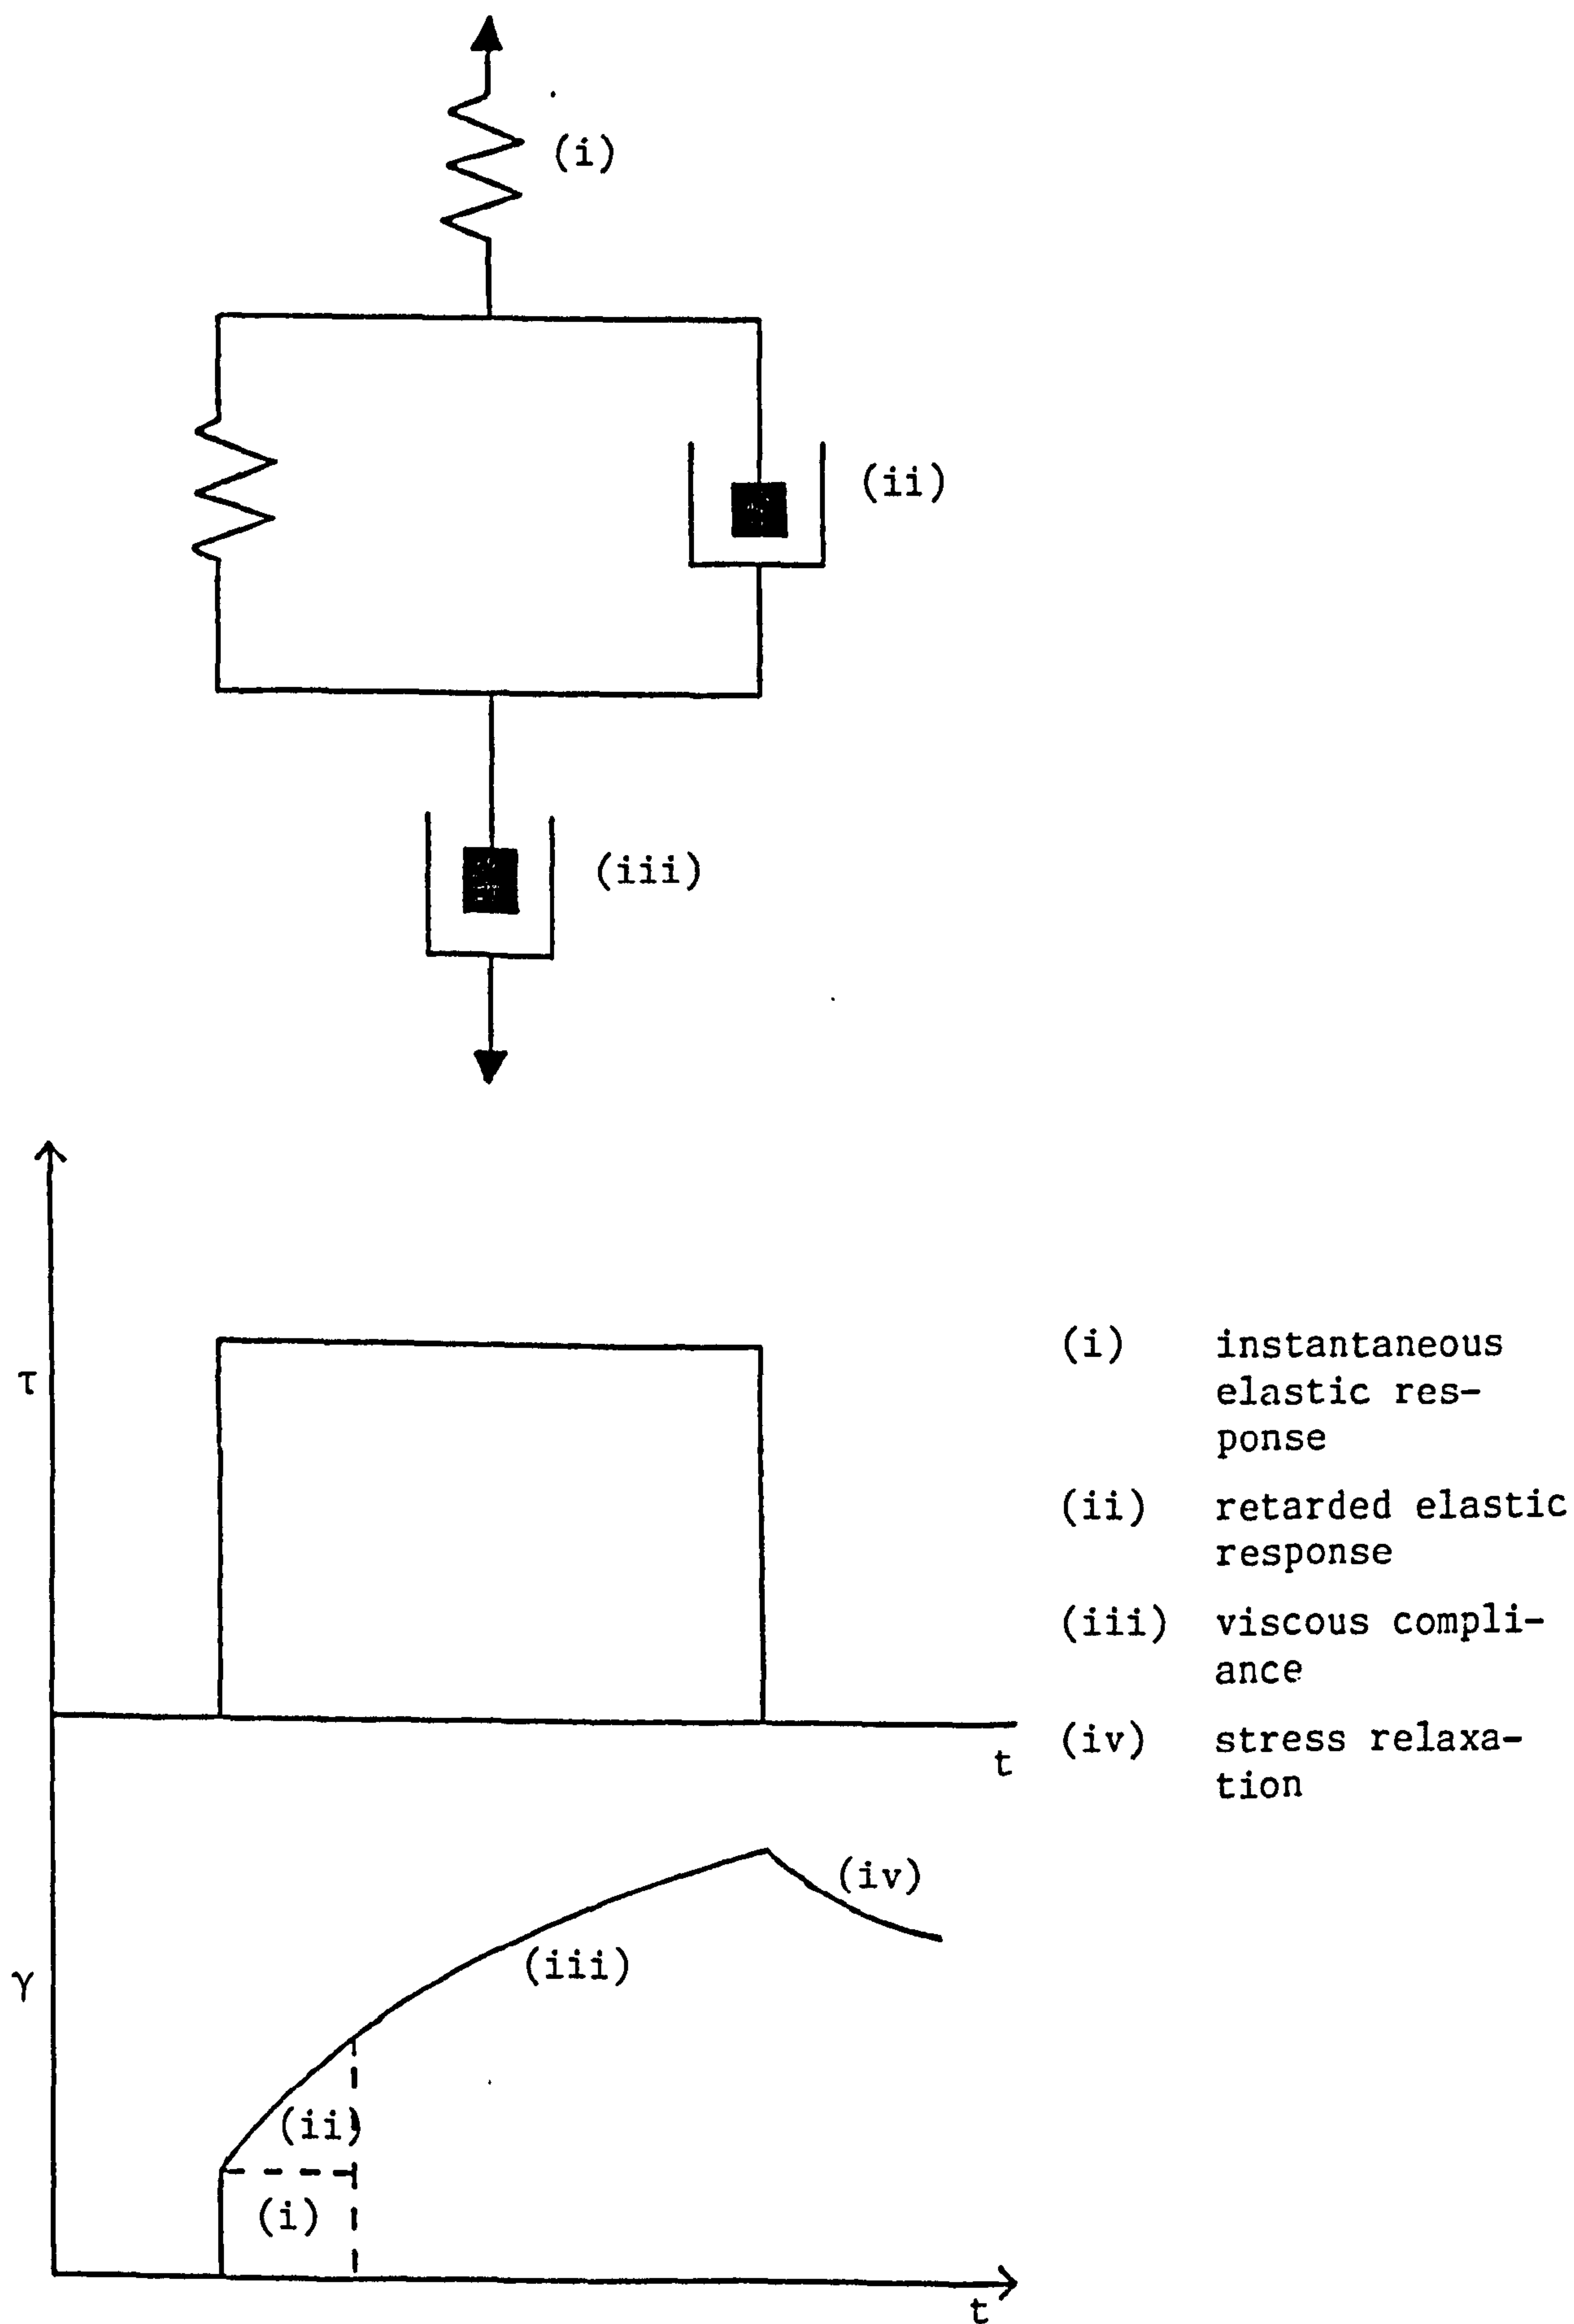 (i)
(ii)
(iii)
τ
(i) instantaneous
elastic res-
ponse
(ii) retarded elastic
response
(iii) viscous compli-
ance
t
(iv) stress relaxa-
tion
(iv)
(iii)
γ
(ii)
(i)
t